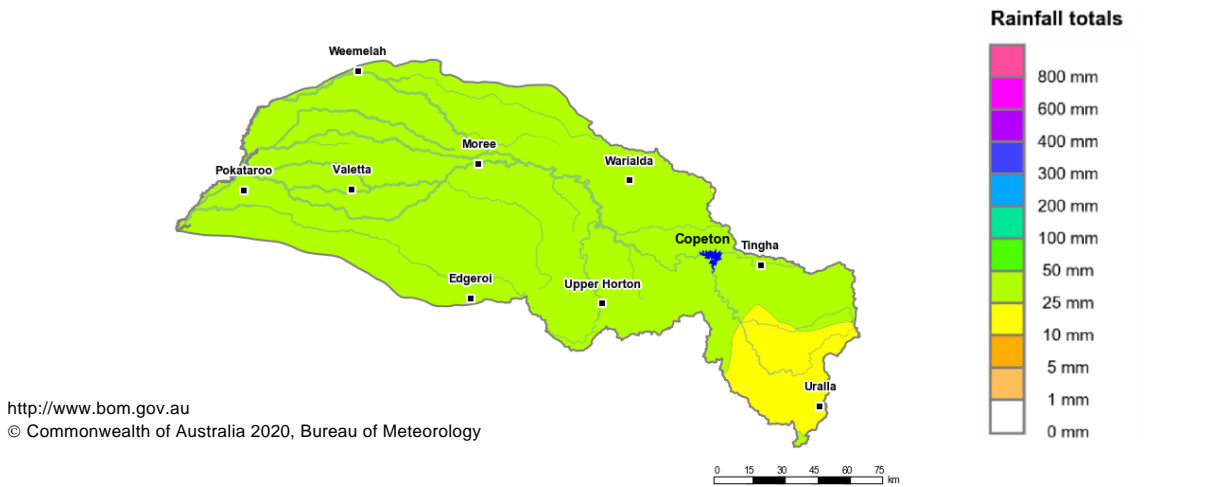 Rainfall totals
800 mm
600 mm
400 mm
300 mm
200 mm
100 mm
50 mm
25 mm
10 mm
5 mm
1 mm
0 mm
Weemelah
Moree
Warialda
Pokataroo
Valetta
Copeton
Tingha
Edgeroi
Upper Horton
Uralla
http://www.bom.gov.au
© Commonwealth of Australia 2020, Bureau of Meteorology
0 15 30 45 60 75
km